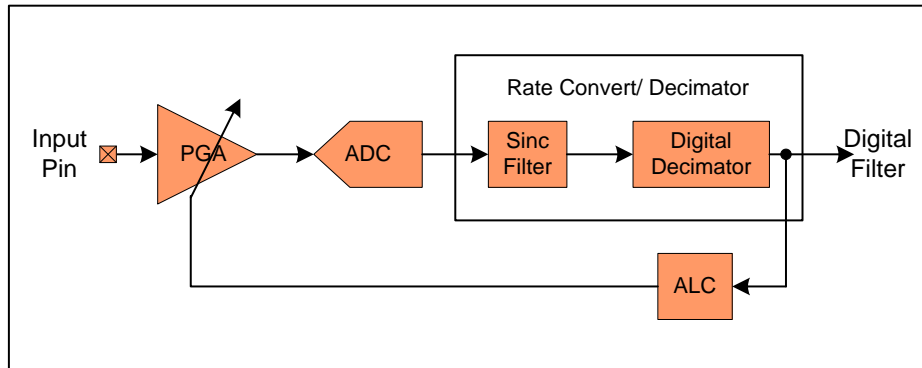 Rate Convert/ Decimator
Input
Pin
PGA
ADC
Sinc
Filter
Digital
Decimator
Digital
Filter
ALC